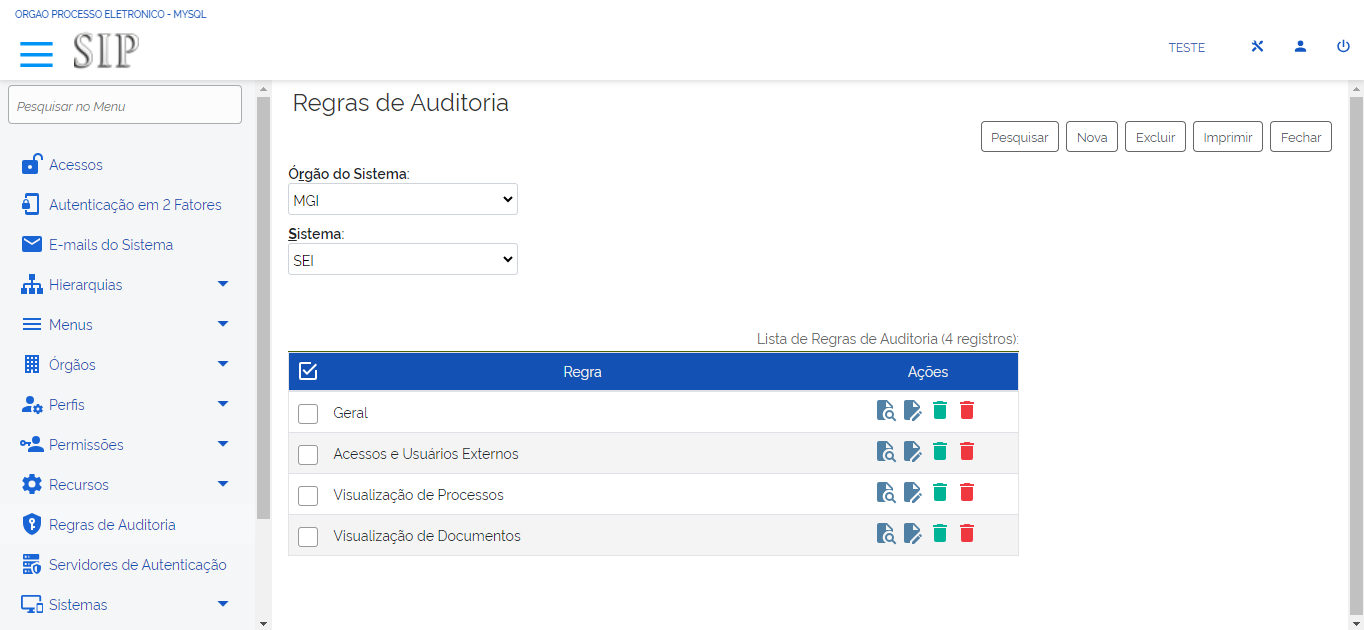 ORGAO PROCESSO ELETRONICO - MYSQL
SIP
TESTE
Pesquisar no Menu
Acessos
Autenticação em 2 Fatores
E-mails do Sistema
Hierarquias
Menus
Órgãos
Perfis
Permissões
Recursos
Regras de Auditoria
Servidores de Autenticação
Sistemas
Regras de Auditoria
Pesquisar Nova Excluir Imprimir Fechar
Órgão do Sistema:
MGI
Sistema:
SEI
Lista de Regras de Auditoria (4 registros):
Regra Ações
Geral
Acessos e Usuários Externos
Visualização de Processos
Visualização de Documentos